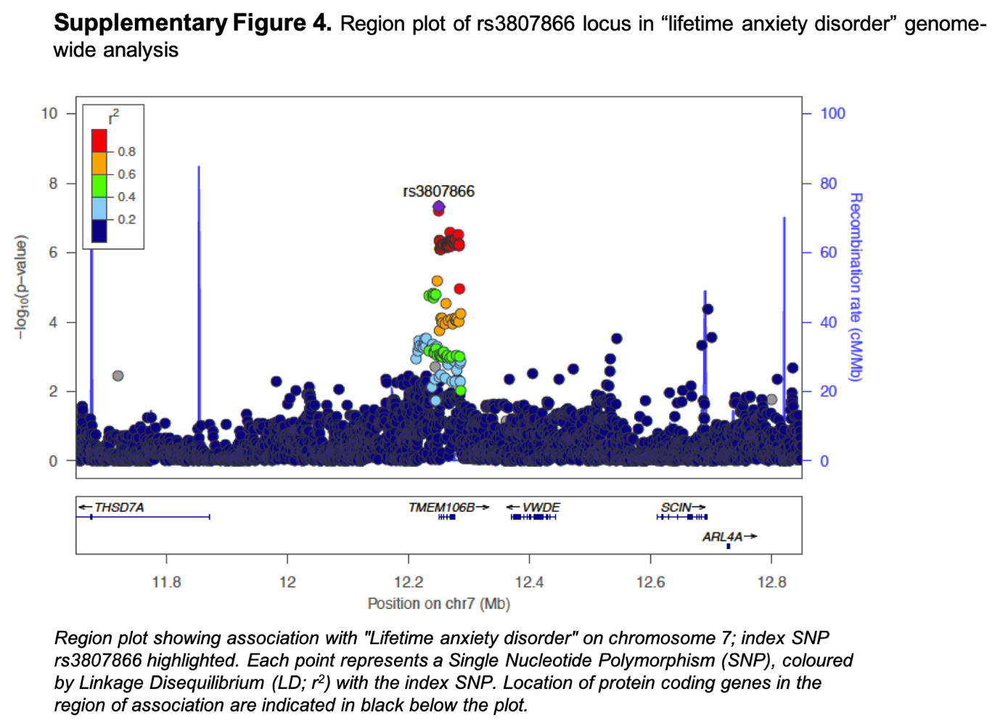 Supplementary Figure 4. Region plot of rs3807866 locus in “lifetime anxiety disorder” genome-
wide analysis
10
8
6
4
2
0
−log10(p−value)
r2
0.8
0.6
0.4
0.2
rs3807866
100
80
60
40
20
0
Recombination rate (cM/Mb)
←THSD7A
TMEM106B→
←VWDE
SCIN→
ARL4A→
11.8
12
12.2
12.4
12.6
12.8
Position on chr7 (Mb)
Region plot showing association with "Lifetime anxiety disorder" on chromosome 7; index SNP
rs3807866 highlighted. Each point represents a Single Nucleotide Polymorphism (SNP), coloured
by Linkage Disequilibrium (LD; r2) with the index SNP. Location of protein coding genes in the
region of association are indicated in black below the plot.